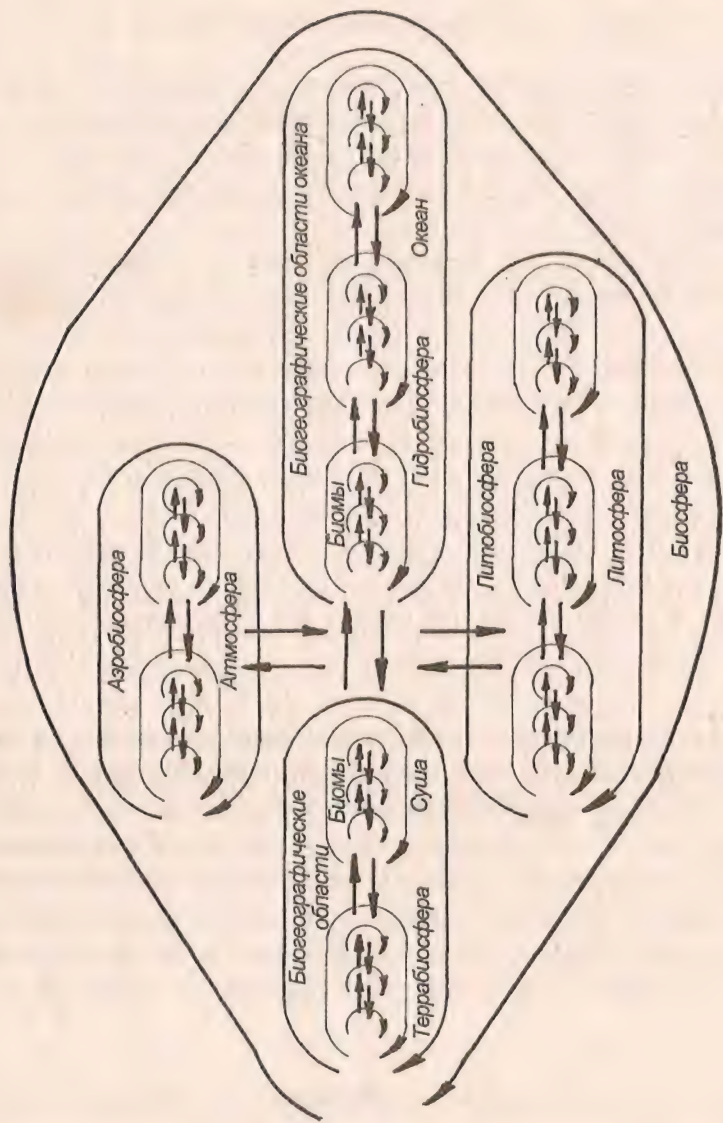 Аэробиосфера
Атмосфера
Биогеографические
области
Биомы
Террабиосфера
Суша
Биогеографические области океана
Биомы
Гидробиосфера
Океан
Литобиосфера
Литосфера
Биосфера